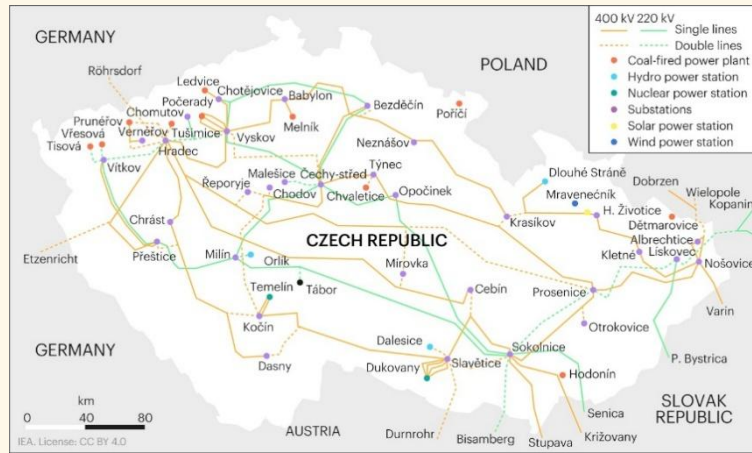 GERMANY
POLAND
400 kV 220 kV
Single lines
Double lines
Coal-fired power plant
Hydro power station
Nuclear power station
Substations
Solar power station
Wind power station
Röhrsdorf
Ledvice
Chotějovice
Počerady
Babylon
Bezděčín
Poříčí
Prunéřov
Chomutov
Vřesová
Vernéřov
Tušimice
Vyskov
Melník
Tisová
Hradec
Neznášov
Vítkov
Malešice
Čechy-střed
Týnec
Dlouhé Stráně
Řeporyje
Chodov
Chvaletice
Opočinek
Mravenečník
Dobrzen
Wielopole
Kopanina
H. Životice
Dětmarovice
Krasíkov
Albrechtice
Chrást
CZECH REPUBLIC
Kletné
Liskovec
Nošovice
Etzenricht
Přeštice
Milín
Orlík
Mirovka
Temelín
Tábor
Cebín
Prosenice
Varin
Kočín
Otrokovice
GERMANY
Dalesice
Sokolnice
P. Bystrica
Dasny
Dukovany
Slavětice
Hodonín
SLOVAK
REPUBLIC
km
0 40 80
Senica
AUSTRIA
Durnrohr
Bisamberg
Stupava
Križovany
IEA. License: CC BY 4.0